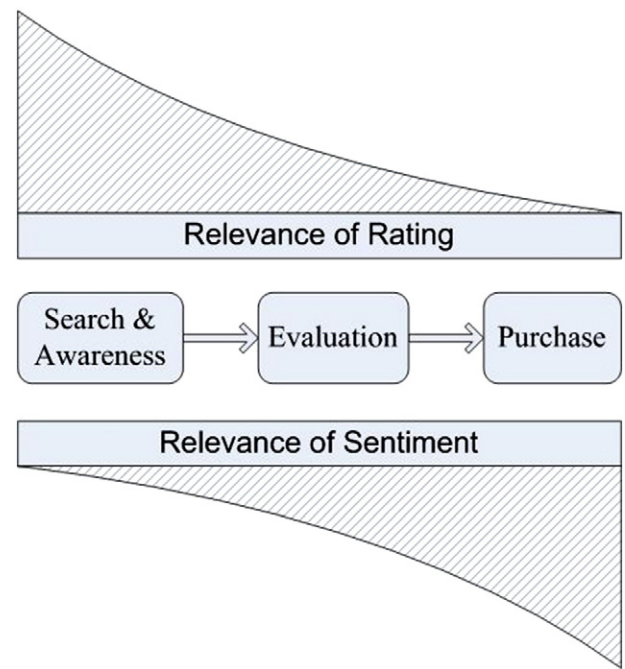 Relevance of Rating
Search &
Awareness
Evaluation
Purchase
Relevance of Sentiment